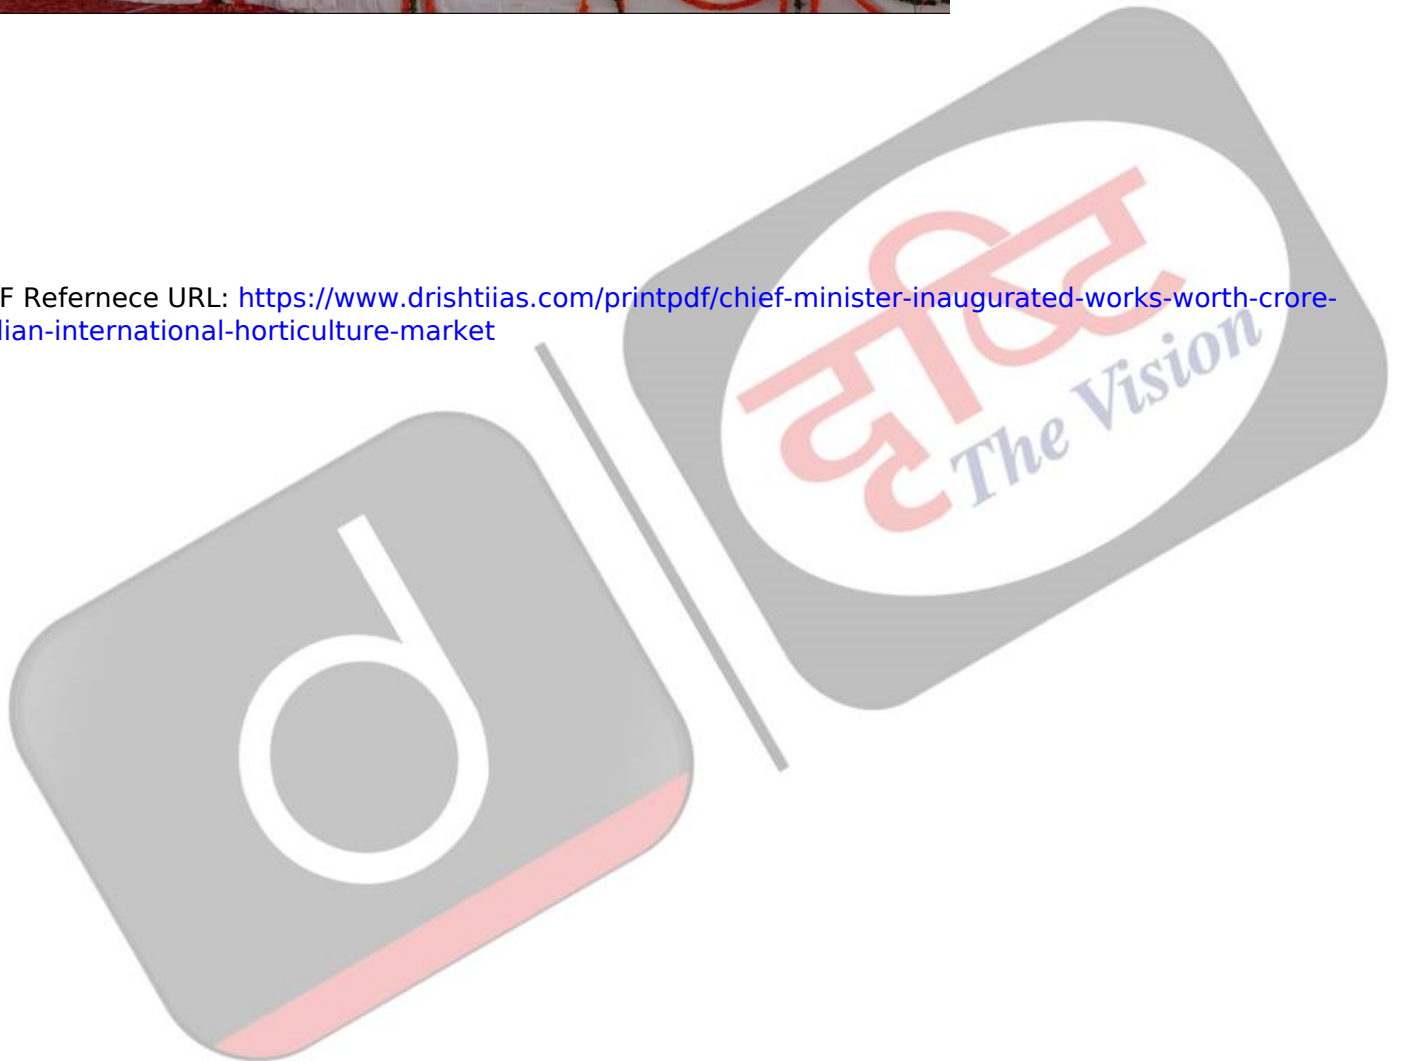 F Refernece URL: https://www.drishtiias.com/printpdf/chief-minister-inaugurated-works-worth-crore-
lian-international-horticulture-market
दृष्टि
The Vision
d